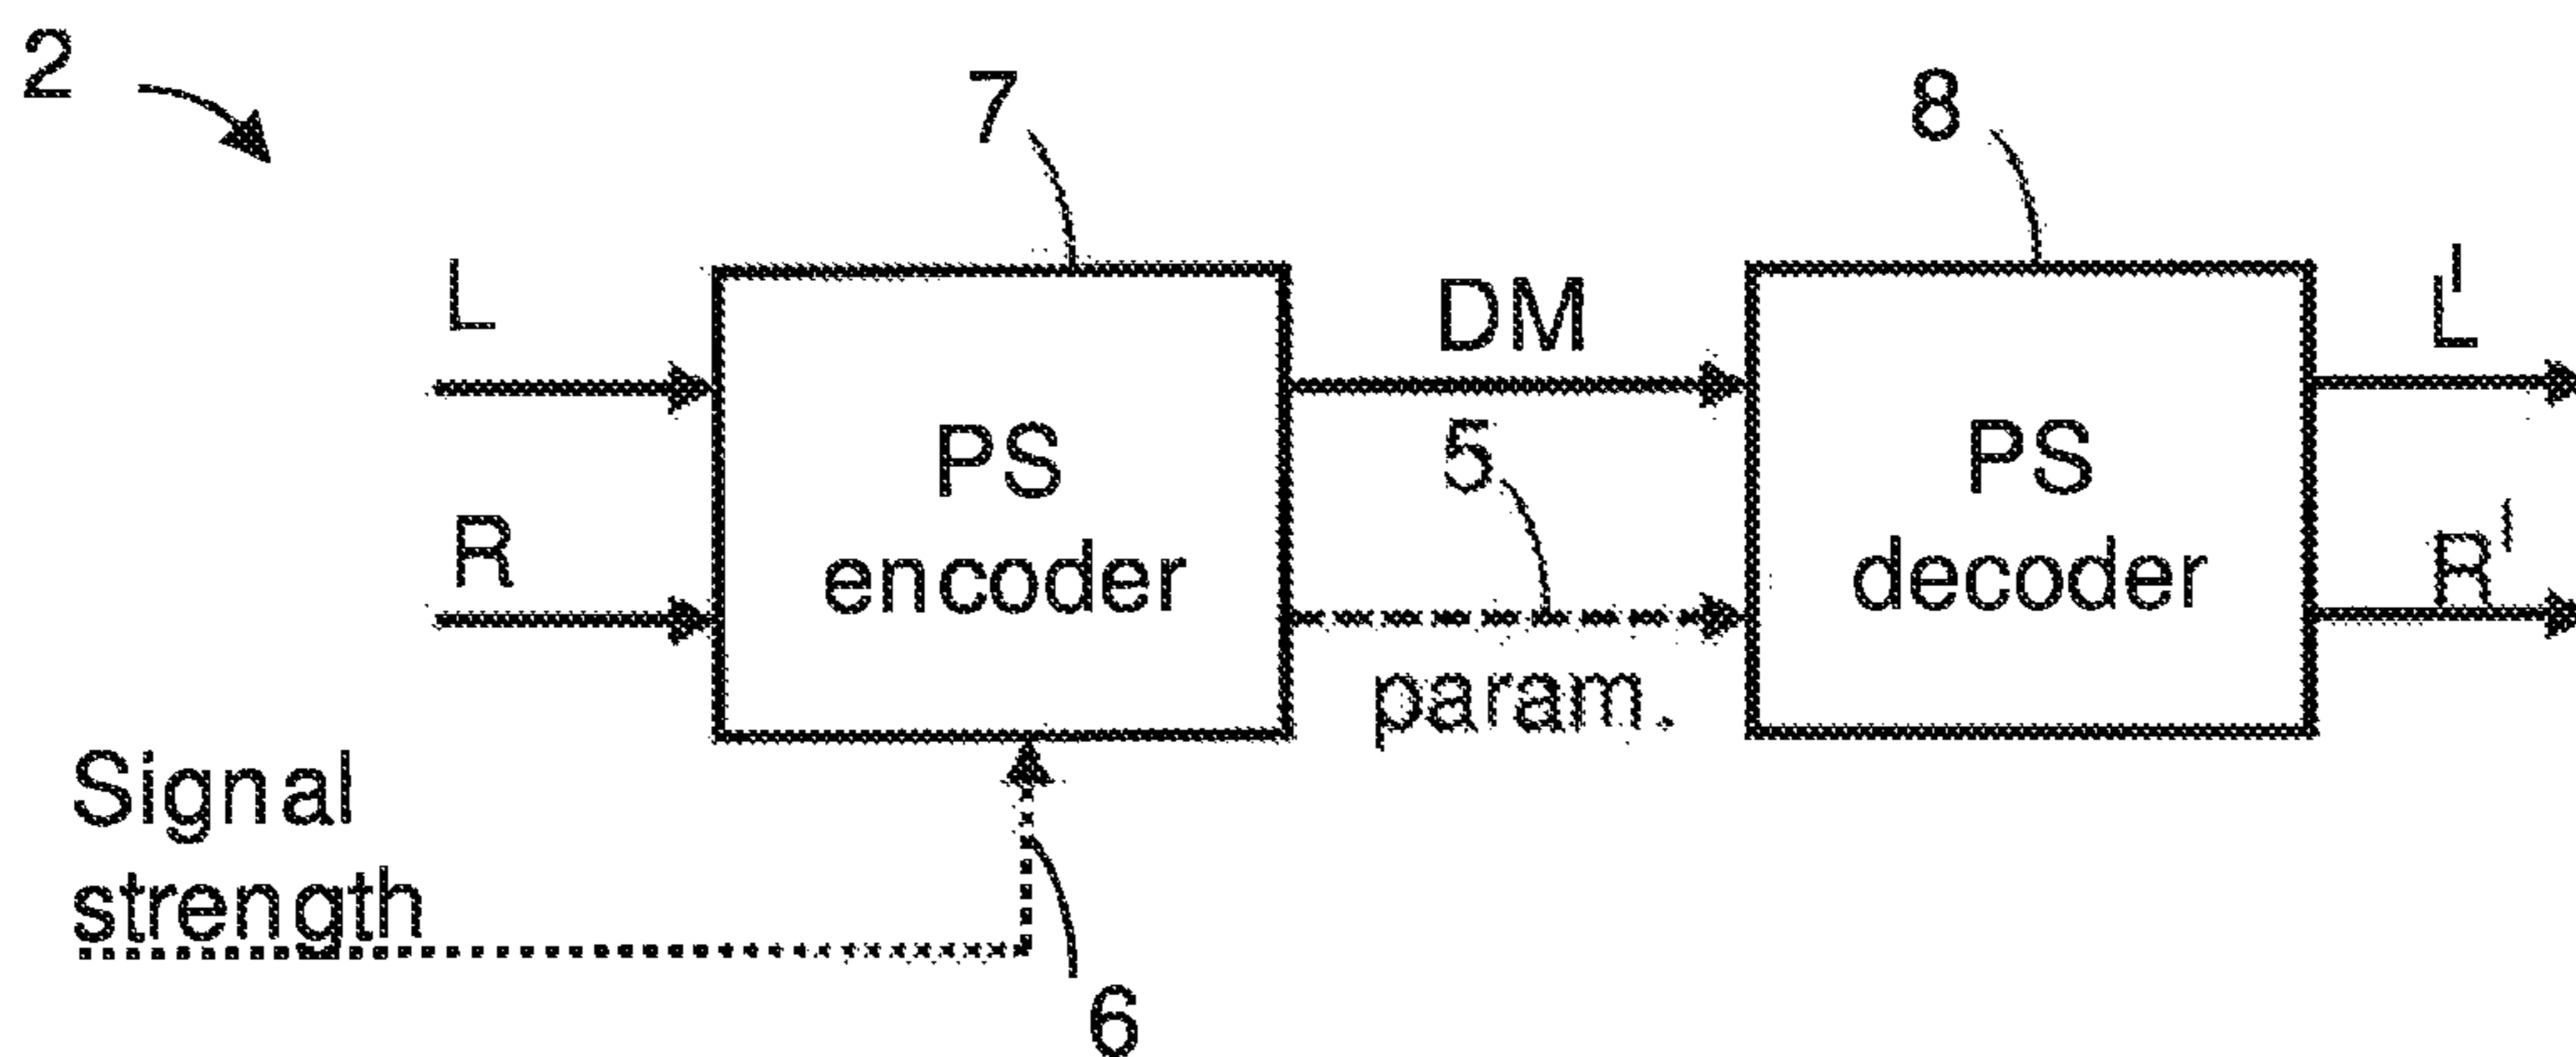 2
7
8
L
DM
L'
PS
encoder
5
PS
decoder
R
R'
param.
Signal
strength
6